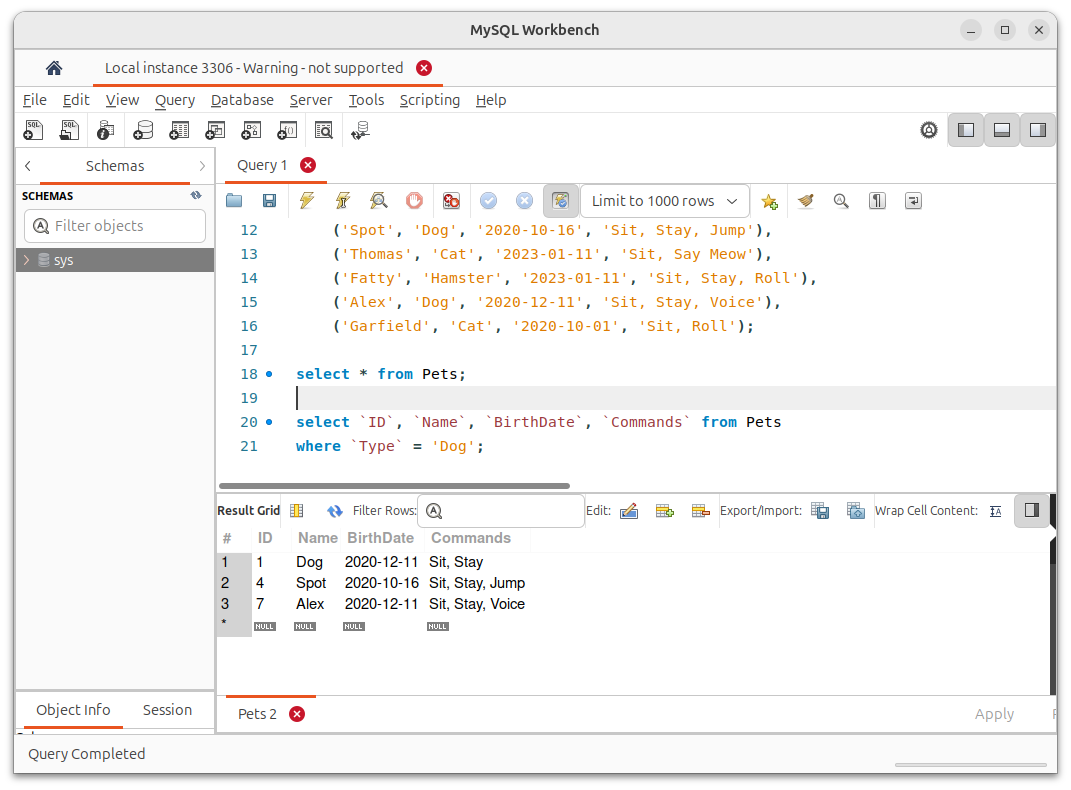 MySQL Workbench
Local instance 3306 - Warning - not supported
File Edit View Query Database Server Tools Scripting Help
Schemas
Query 1
SCHEMAS
Filter objects
sys
Limit to 1000 rows
12 ('Spot', 'Dog', '2020-10-16', 'Sit, Stay, Jump'),
13 ('Thomas', 'Cat', '2023-01-11', 'Sit, Say Meow'),
14 ('Fatty', 'Hamster', '2023-01-11', 'Sit, Stay, Roll'),
15 ('Alex', 'Dog', '2020-12-11', 'Sit, Stay, Voice'),
16 ('Garfield', 'Cat', '2020-10-01', 'Sit, Roll');
17
18 select * from Pets;
19
20 select `ID`, `Name`, `BirthDate`, `Commands` from Pets
21 where `Type` = 'Dog';
Result Grid Filter Rows: Edit: Export/Import: Wrap Cell Content:
# ID Name BirthDate Commands
1 1 Dog 2020-12-11 Sit, Stay
2 4 Spot 2020-10-16 Sit, Stay, Jump
3 7 Alex 2020-12-11 Sit, Stay, Voice
* NULL NULL NULL NULL
Object Info Session
Pets 2 Apply
Query Completed